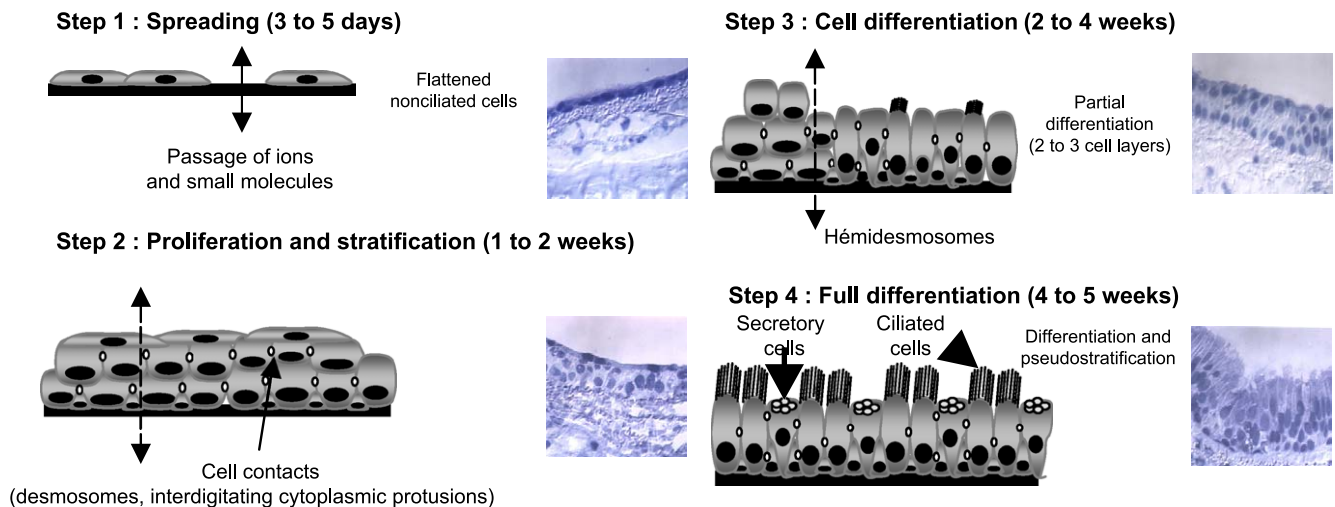 Step 1 : Spreading (3 to 5 days)
Flattened
nonciliated cells
Passage of ions
and small molecules
Step 2 : Proliferation and stratification (1 to 2 weeks)
Cell contacts
(desmosomes, interdigitating cytoplasmic protusions)
Step 3 : Cell differentiation (2 to 4 weeks)
Partial
differentiation
(2 to 3 cell layers)
Hémidesmosomes
Step 4 : Full differentiation (4 to 5 weeks)
Secretory
cells
Ciliated
cells
Differentiation and
pseudostratification